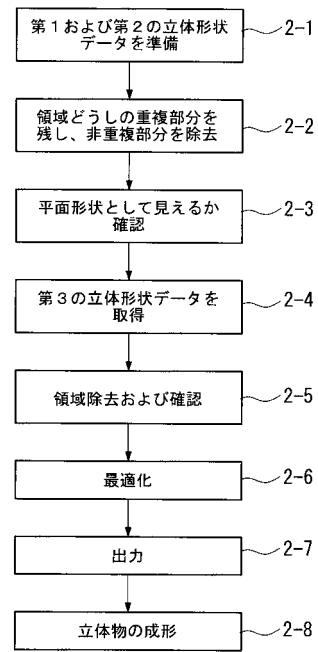 第1および第2の立体形状
データを準備
2-1
領域どうしの重複部分を
残し、非重複部分を除去
2-2
平面形状として見えるか
確認
2-3
第3の立体形状データを
取得
2-4
領域除去および確認
2-5
最適化
2-6
出力
2-7
立体物の成形
2-8